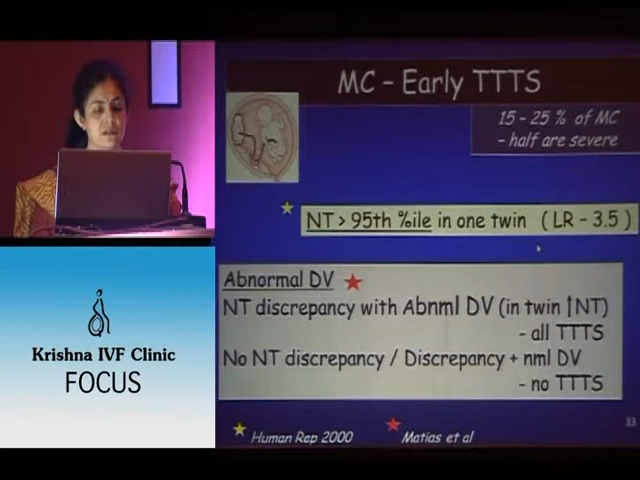 MC - Early TTTS
15 - 25 % of MC
- half are severe
NT > 95th %ile in one twin ( LR - 3.5 )
Abnormal DV
NT discrepancy with Abnml DV (in twin ↑NT)
- all TTTS
No NT discrepancy / Discrepancy + nml DV
- no TTTS
Human Rep 2000
Matias et al
33
Krishna IVF Clinic
FOCUS